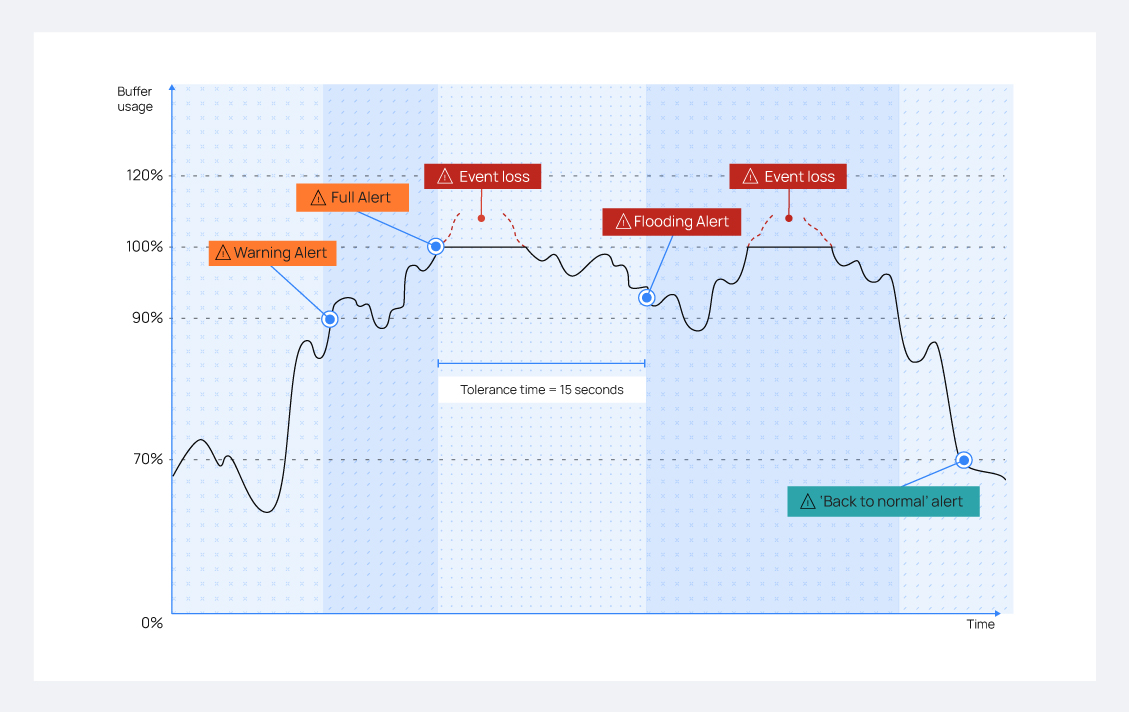 Buffer
usage
120%
Event loss
Event loss
Full Alert
Flooding Alert
100%
Warning Alert
90%
Tolerance time = 15 seconds
70%
'Back to normal' alert
0%
Time